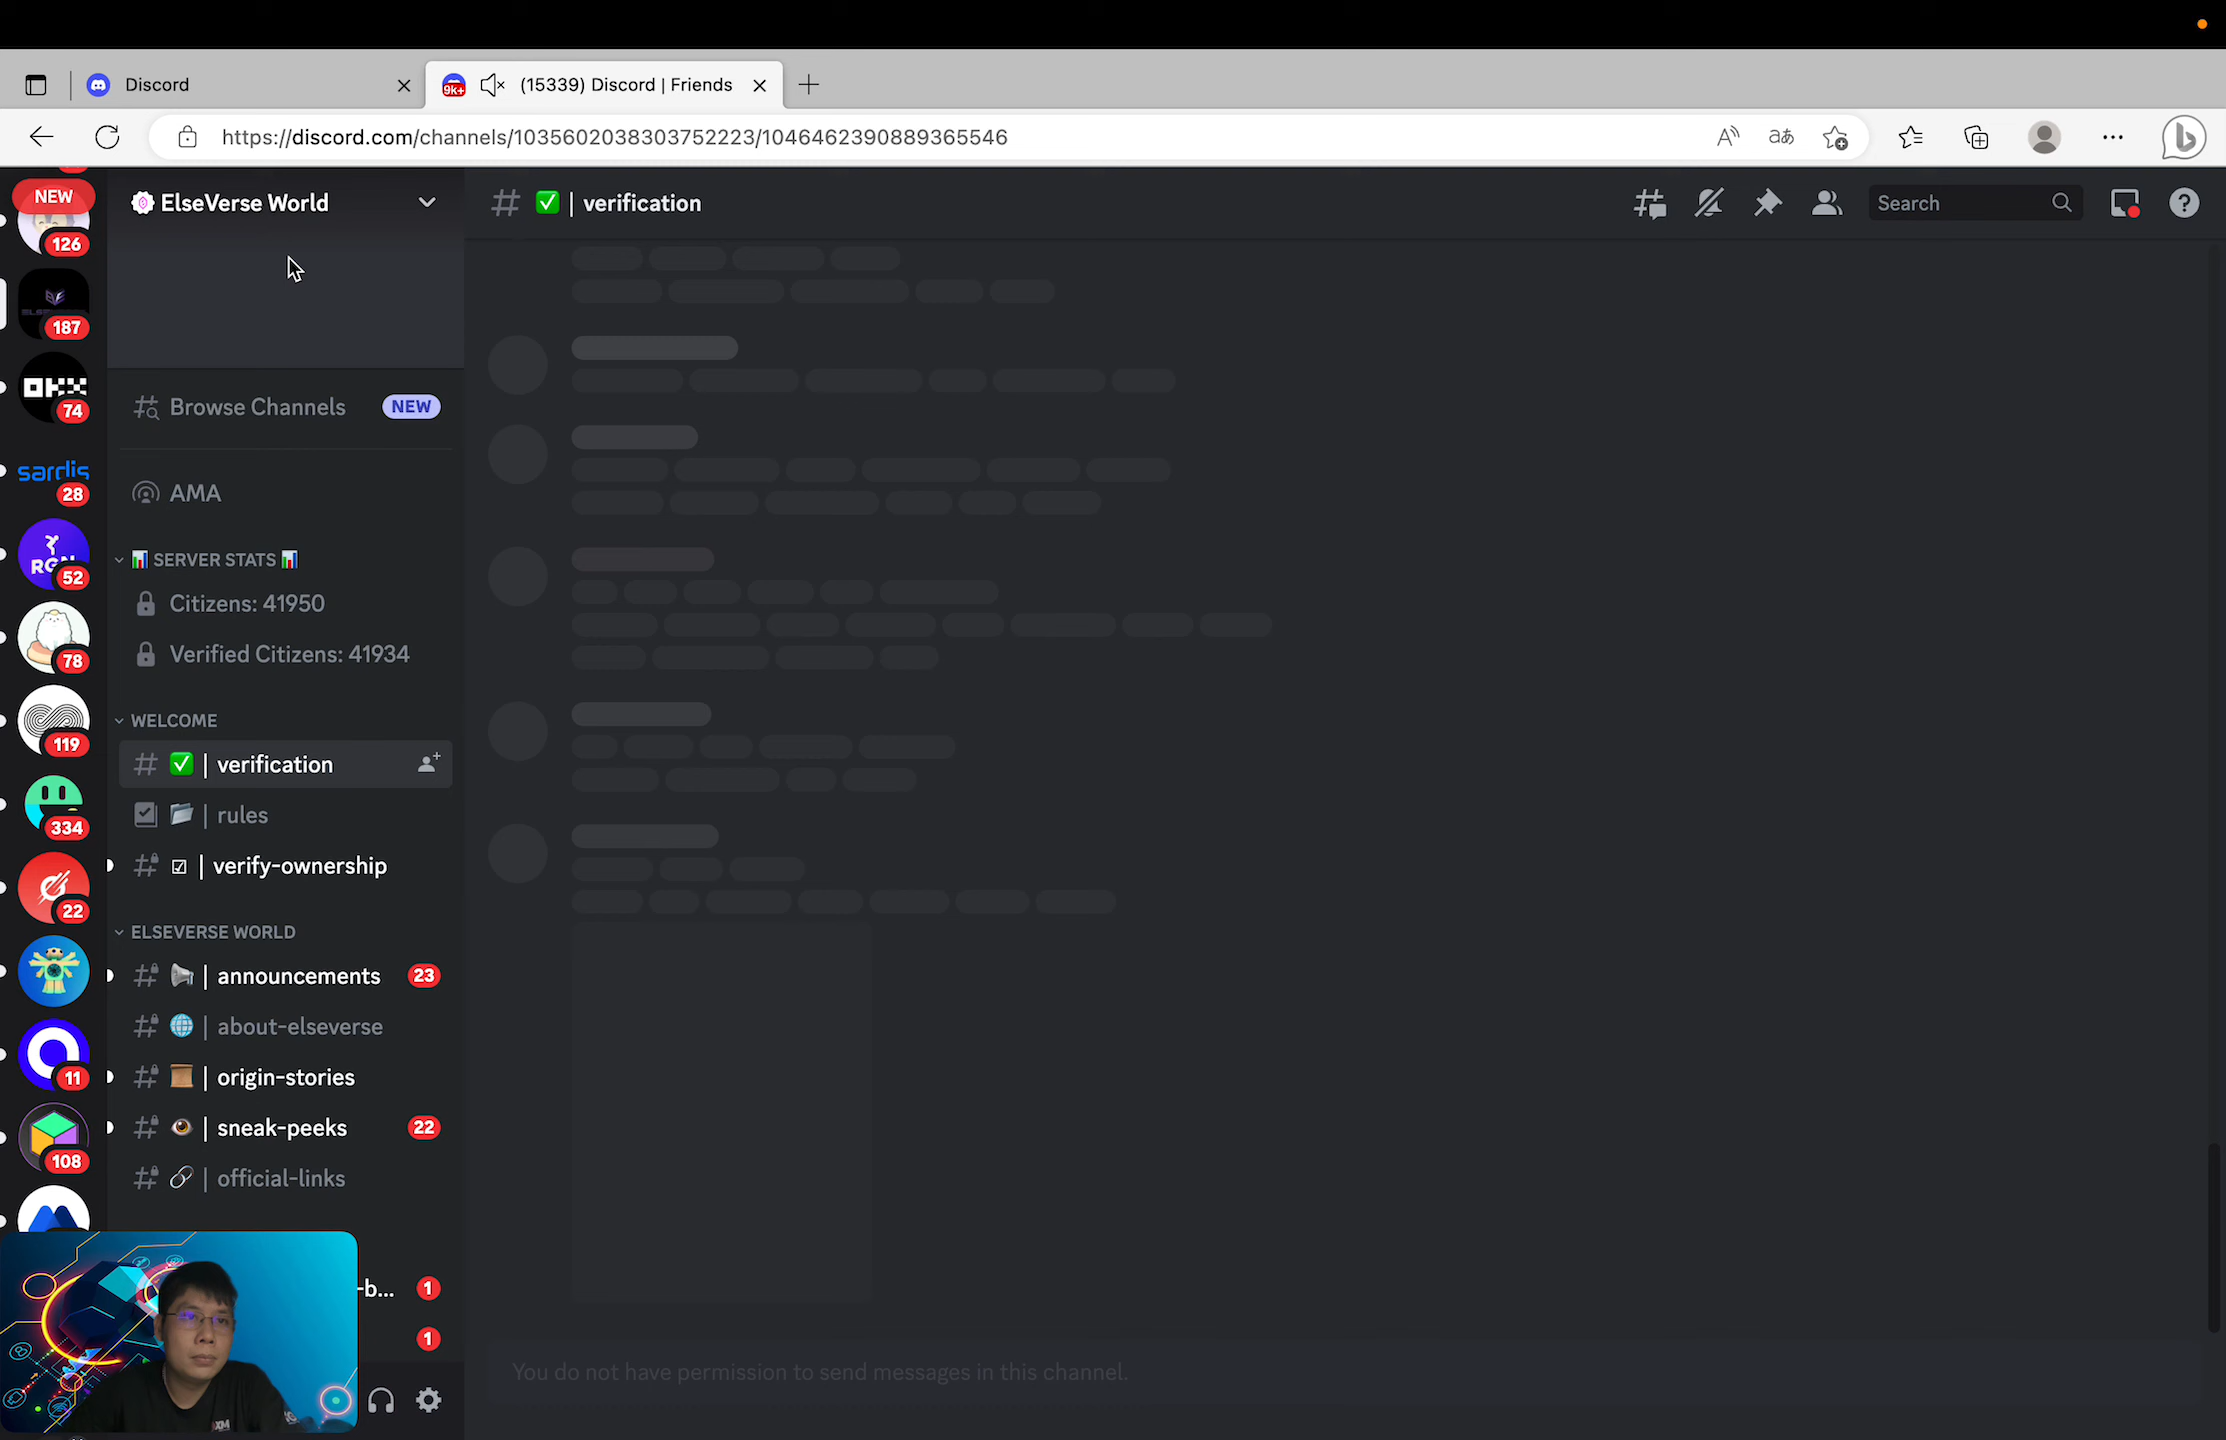 Discord
9k+
(15339) Discord | Friends
https://discord.com/channels/1035602038303752223/1046462390889365546
NEW
126
187
OKX
74
sardis
28
RGN
52
78
119
334
22
11
108
ElseVerse World
Browse Channels
NEW
AMA
SERVER STATS
Citizens: 41950
Verified Citizens: 41934
WELCOME
| verification
| rules
| verify-ownership
ELSEVERSE WORLD
| announcements
23
| about-elseverse
| origin-stories
| sneak-peeks
22
| official-links
-b...
1
1
| verification
Search
You do not have permission to send messages in this channel.